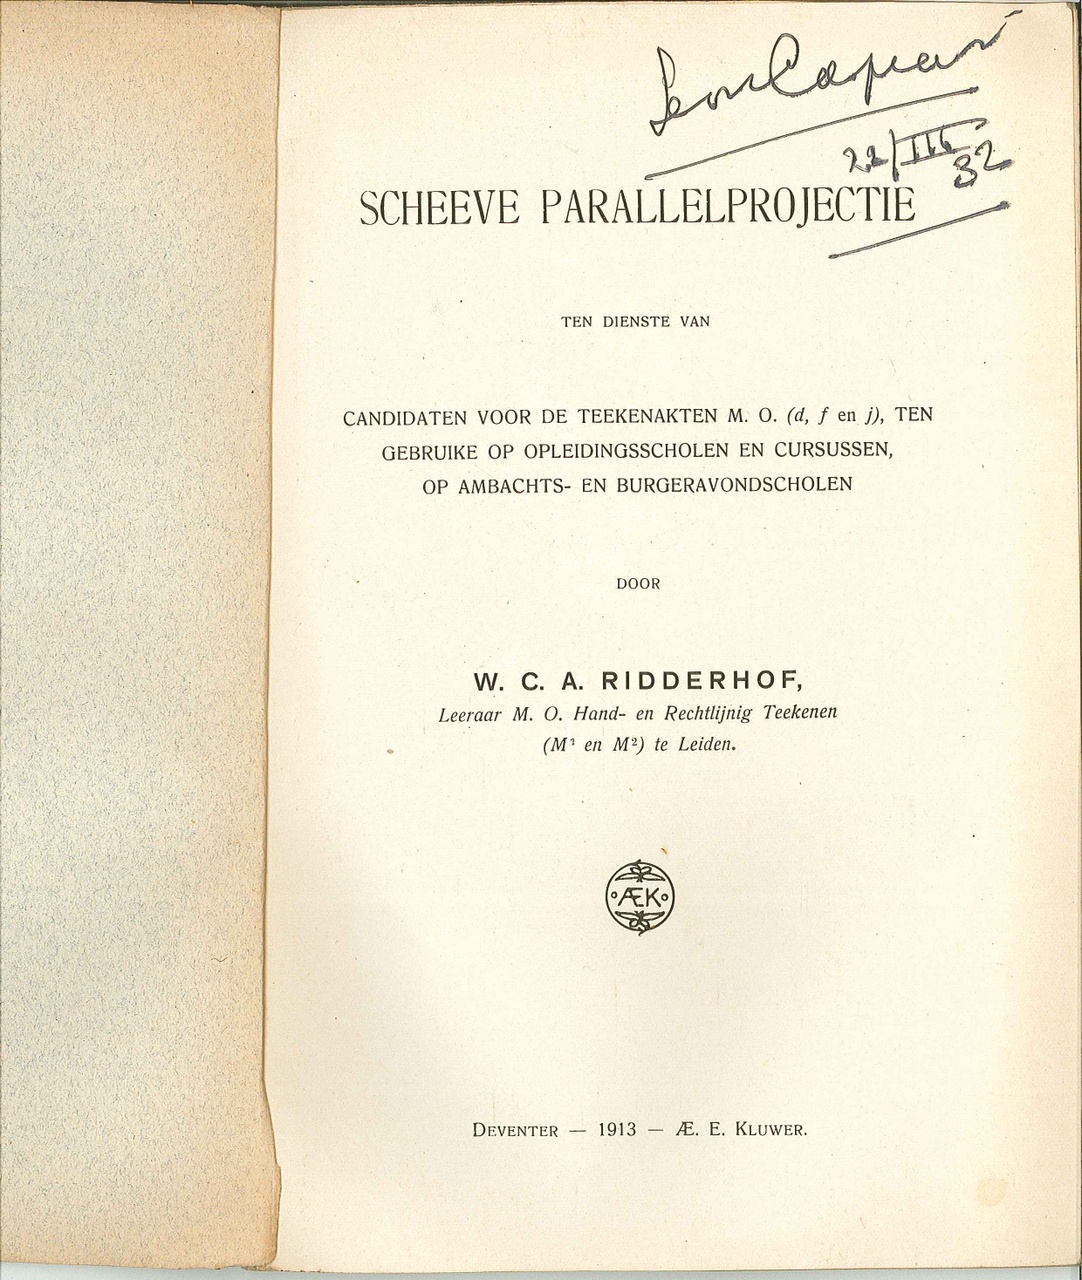 22/III
32
SCHEEVE PARALLELPROJECTIE
TEN DIENSTE VAN
CANDIDATEN VOOR DE TEEKENAKTEN M. O. (d, f en j), TEN
GEBRUIKE OP OPLEIDINGSSCHOLEN EN CURSUSSEN,
OP AMBACHTS- EN BURGERAVONDSCHOLEN
DOOR
W. C. A. RIDDERHOF,
Leeraar M. O. Hand- en Rechtlijnig Teekenen
(M¹ en M²) te Leiden.
ÆK
DEVENTER — 1913 — Æ. E. KLUWER.